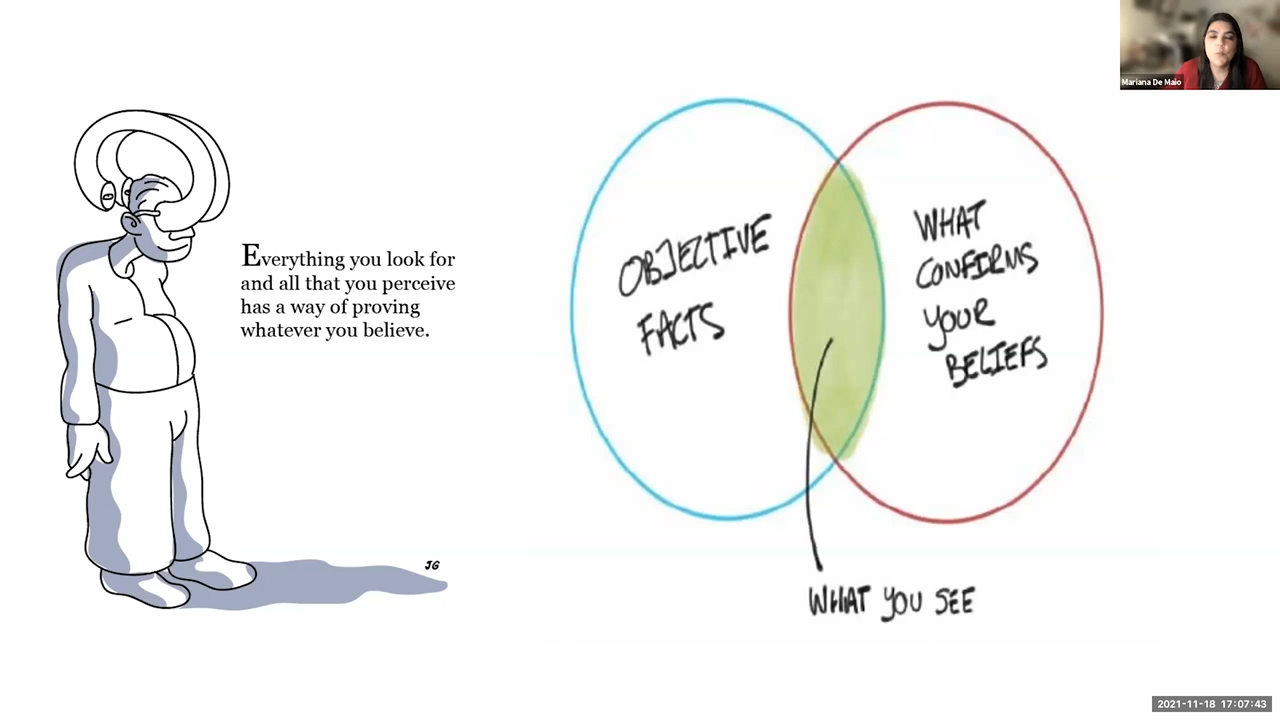 Mariana De Maio
Everything you look for
and all that you perceive
has a way of proving
whatever you believe.
JG
OBJECTIVE
FACTS
WHAT
CONFIRMS
YOUR
BELIEFS
WHAT YOU SEE
2021-11-18 17:07:43